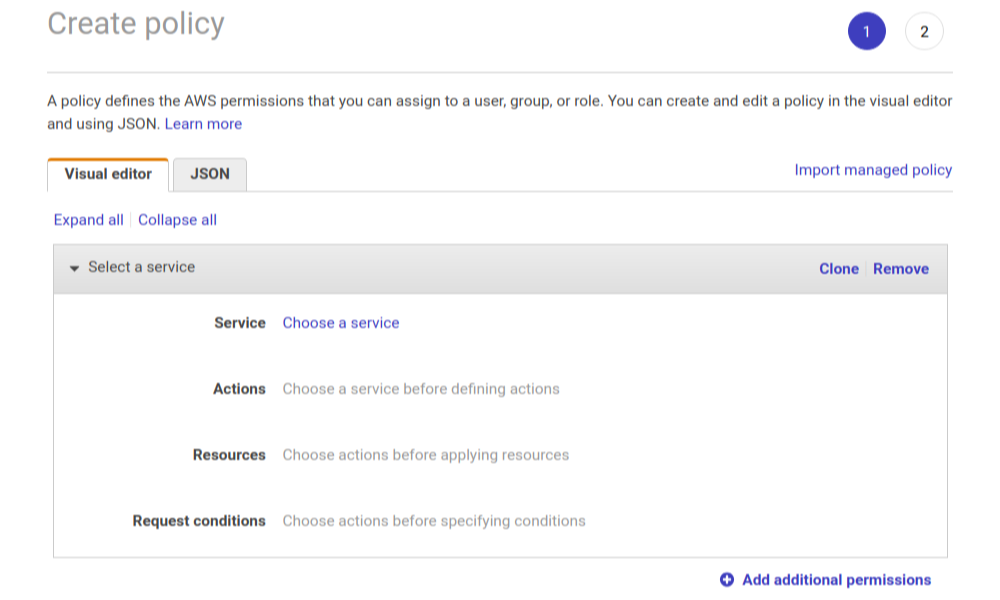 Create policy
1 2
A policy defines the AWS permissions that you can assign to a user, group, or role. You can create and edit a policy in the visual editor
and using JSON. Learn more
Visual editor JSON Import managed policy
Expand all Collapse all
Select a service Clone Remove
Service Choose a service
Actions Choose a service before defining actions
Resources Choose actions before applying resources
Request conditions Choose actions before specifying conditions
Add additional permissions